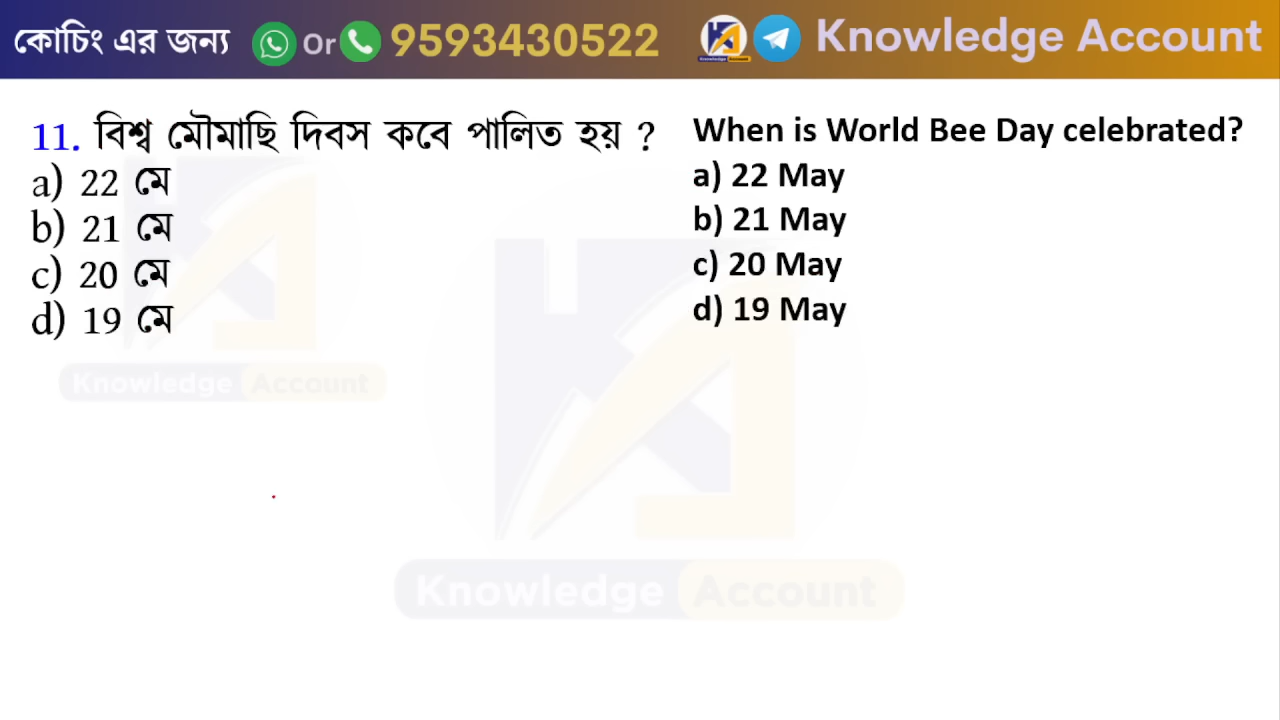 কোচিং এর জন্য Or 9593430522 Knowledge Account
11. বিশ্ব মৌমাছি দিবস কবে পালিত হয় ?
a) 22 মে
b) 21 মে
c) 20 মে
d) 19 মে
When is World Bee Day celebrated?
a) 22 May
b) 21 May
c) 20 May
d) 19 May
Knowledge Account
Knowledge Account